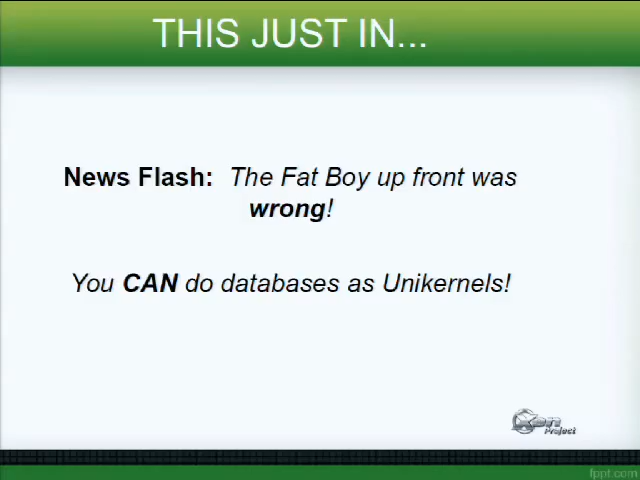 THIS JUST IN...
News Flash: The Fat Boy up front was
wrong!
You CAN do databases as Unikernels!
Xen
Project
fppt.com